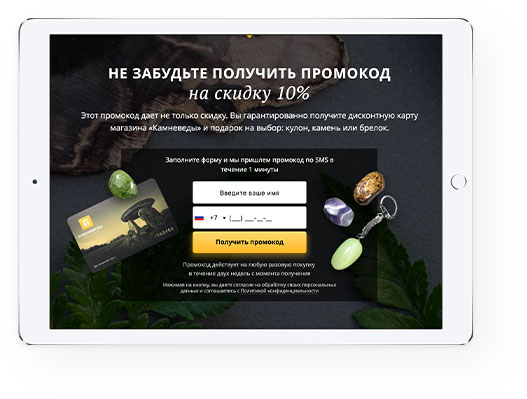 НЕ ЗАБУДЬТЕ ПОЛУЧИТЬ ПРОМОКОД
на скидку 10%
Этот промокод дает не только скидку. Вы гарантированно получите дисконтную карту
магазина «Камневеды» и подарок на выбор: кулон, камень или брелок.
Заполните форму и мы пришлем промокод по SMS в
течение 1 минуты
Введите ваше имя
+7 (___) ___-__-__
Получить промокод
Промокод действует на любую разовую покупку
в течение двух недель с момента получения
Нажимая на кнопку, вы даете согласие на обработку своих персональных
данных и соглашаетесь с Политикой конфиденциальности